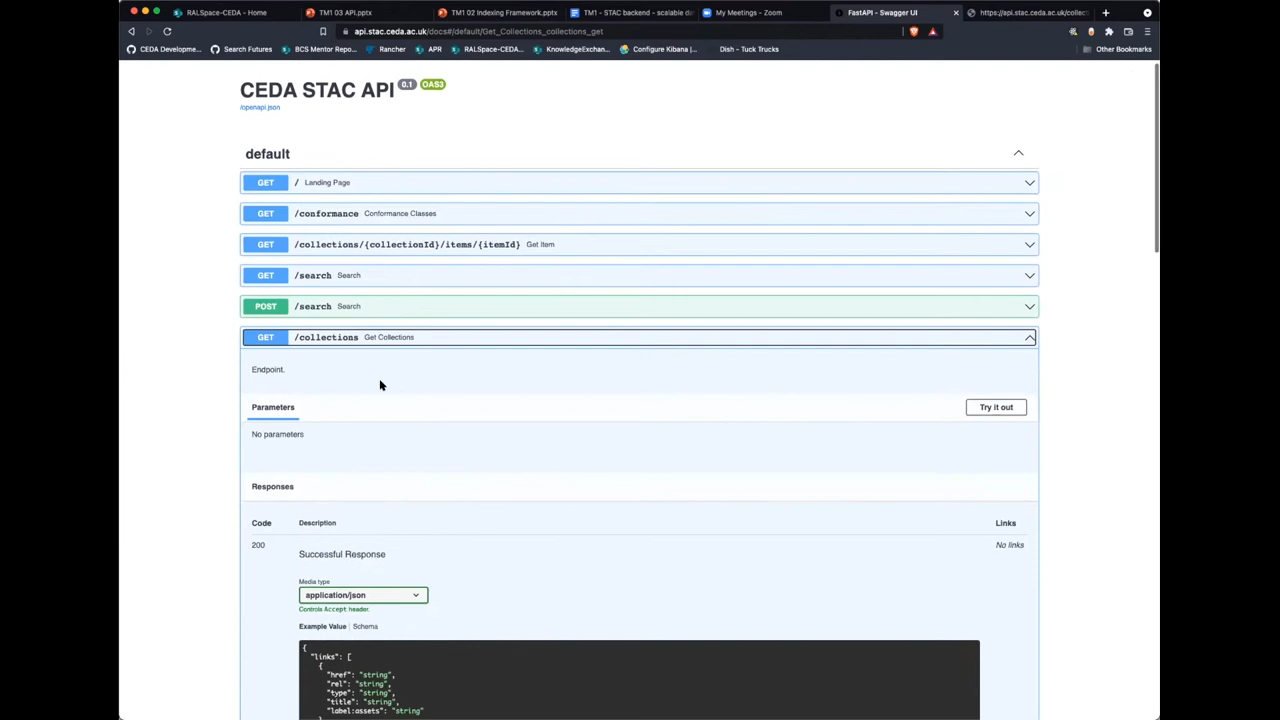 RALSpace-CEDA - Home
TM1 03 API.pptx
TM1 02 Indexing Framework.pptx
TM1 - STAC backend - scalable da
My Meetings - Zoom
FastAPI - Swagger UI
https://api.stac.ceda.ac.uk/collect
api.stac.ceda.ac.uk/docs#/default/Get_Collections_collections_get
CEDA Developme...
Search Futures
BCS Mentor Repo...
Rancher
APR
RALSpace-CEDA...
KnowledgeExchan...
Configure Kibana |...
Dish - Tuck Trucks
Other Bookmarks
CEDA STAC API 0.1 OAS3
/openapi.json
default
GET / Landing Page
GET /conformance Conformance Classes
GET /collections/{collectionId}/items/{itemId} Get Item
GET /search Search
POST /search Search
GET /collections Get Collections
Endpoint.
Parameters
Try it out
No parameters
Responses
Code Description Links
200 Successful Response No links
Media type
application/json
Controls Accept header.
Example Value | Schema
{
"links": [
{
"href": "string",
"rel": "string",
"type": "string",
"title": "string",
"label:assets": "string"
}